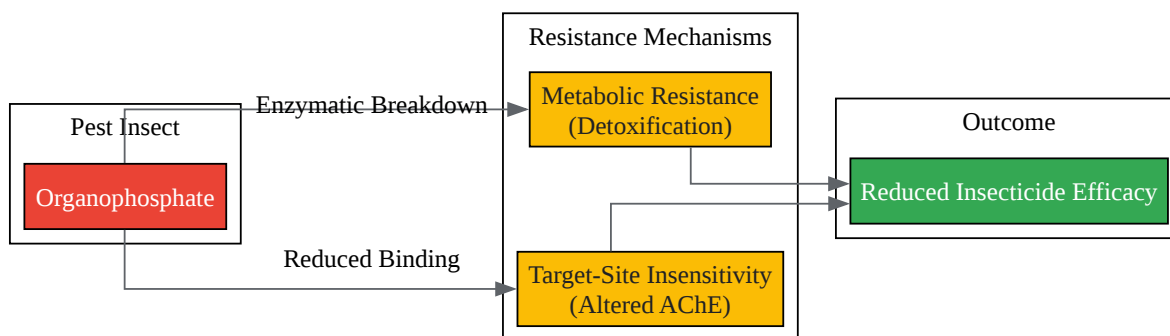 Pest Insect
Organophosphate
Enzymatic Breakdown
Reduced Binding
Resistance Mechanisms
Metabolic Resistance
(Detoxification)
Target-Site Insensitivity
(Altered AChE)
Outcome
Reduced Insecticide Efficacy